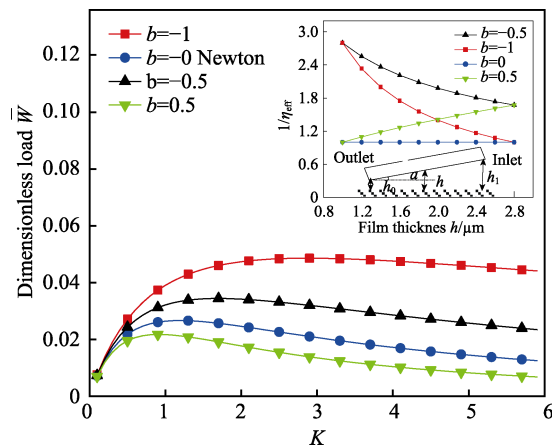 b=−1
b=−0 Newton
b=−0.5
b=0.5
Dimensionless load W̅
0.12
0.10
0.08
0.06
0.04
0.02
0
0 1 2 3 4 5 6
K
b=−0.5
b=−1
b=0
b=0.5
1/ηeff
3.0
2.4
1.8
1.2
0.6
0
Outlet
Inlet
h0
a
h
h1
0.8 1.2 1.6 2.0 2.4 2.8
Film thicknes h/μm